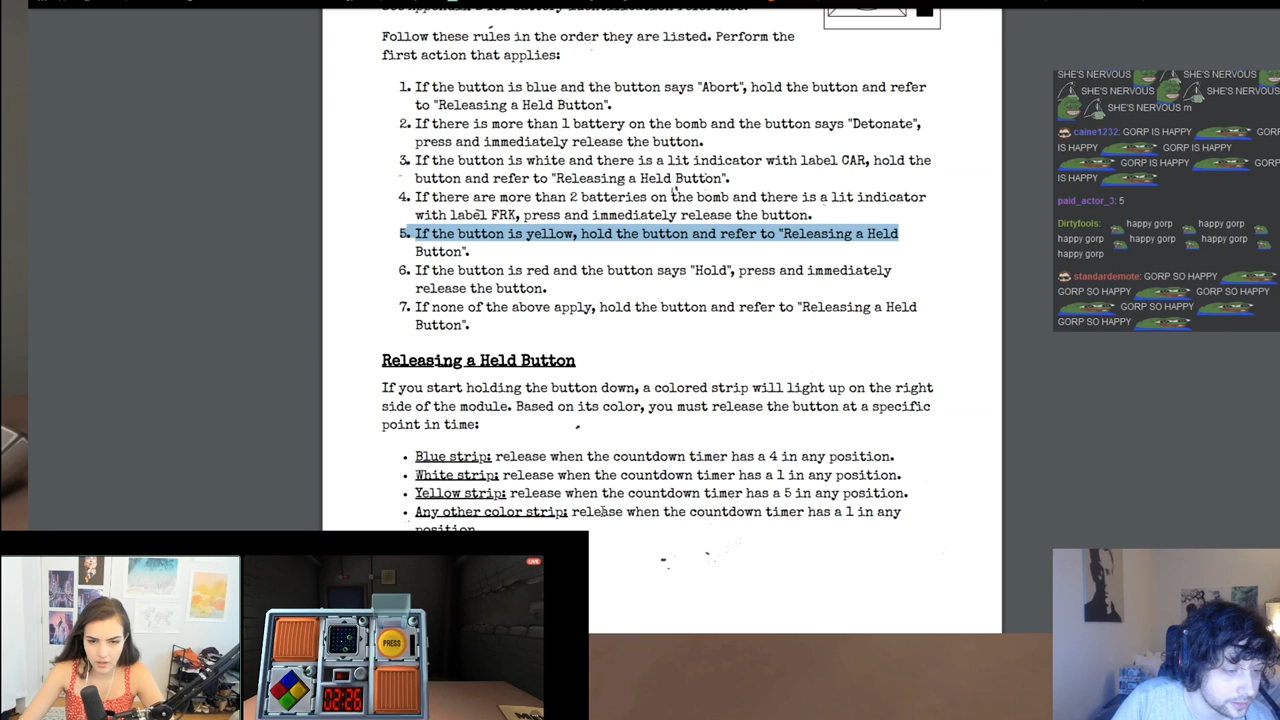 Follow these rules in the order they are listed. Perform the
first action that applies:
1. If the button is blue and the button says "Abort", hold the button and refer
to "Releasing a Held Button".
2. If there is more than 1 battery on the bomb and the button says "Detonate",
press and immediately release the button.
3. If the button is white and there is a lit indicator with label CAR, hold the
button and refer to "Releasing a Held Button".
4. If there are more than 2 batteries on the bomb and there is a lit indicator
with label FRK, press and immediately release the button.
5. If the button is yellow, hold the button and refer to "Releasing a Held
Button".
6. If the button is red and the button says "Hold", press and immediately
release the button.
7. If none of the above apply, hold the button and refer to "Releasing a Held
Button".
Releasing a Held Button
If you start holding the button down, a colored strip will light up on the right
side of the module. Based on its color, you must release the button at a specific
point in time:
• Blue strip: release when the countdown timer has a 4 in any position.
• White strip: release when the countdown timer has a 1 in any position.
• Yellow strip: release when the countdown timer has a 5 in any position.
• Any other color strip: release when the countdown timer has a 1 in any
position.
SHE'S NERVOUS SHE'S NERVOUS
SHE'S NERVOUS SHE'S NERVOUS
SHE'S NERVOUS m
caine1232: GORP IS HAPPY GORP
IS HAPPY GORP IS HAPPY
GORP IS HAPPY GORP
IS HAPPY
paid_actor_3: 5
Dirtyfools: happy gorp happy gorp
happy gorp happy gorp happy gorp
happy gorp
standardemote: GORP SO HAPPY
GORP SO HAPPY GORP SO HAPPY
GORP SO HAPPY
GORP SO HAPPY
LIVE
PRESS
02:26